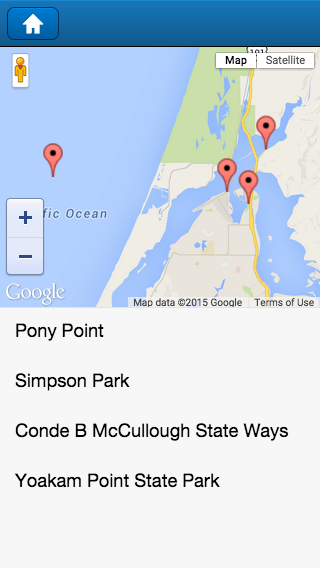 101
Map Satellite
fic Ocean
Google
Map data ©2015 Google Terms of Use
Pony Point
Simpson Park
Conde B McCullough State Ways
Yoakam Point State Park